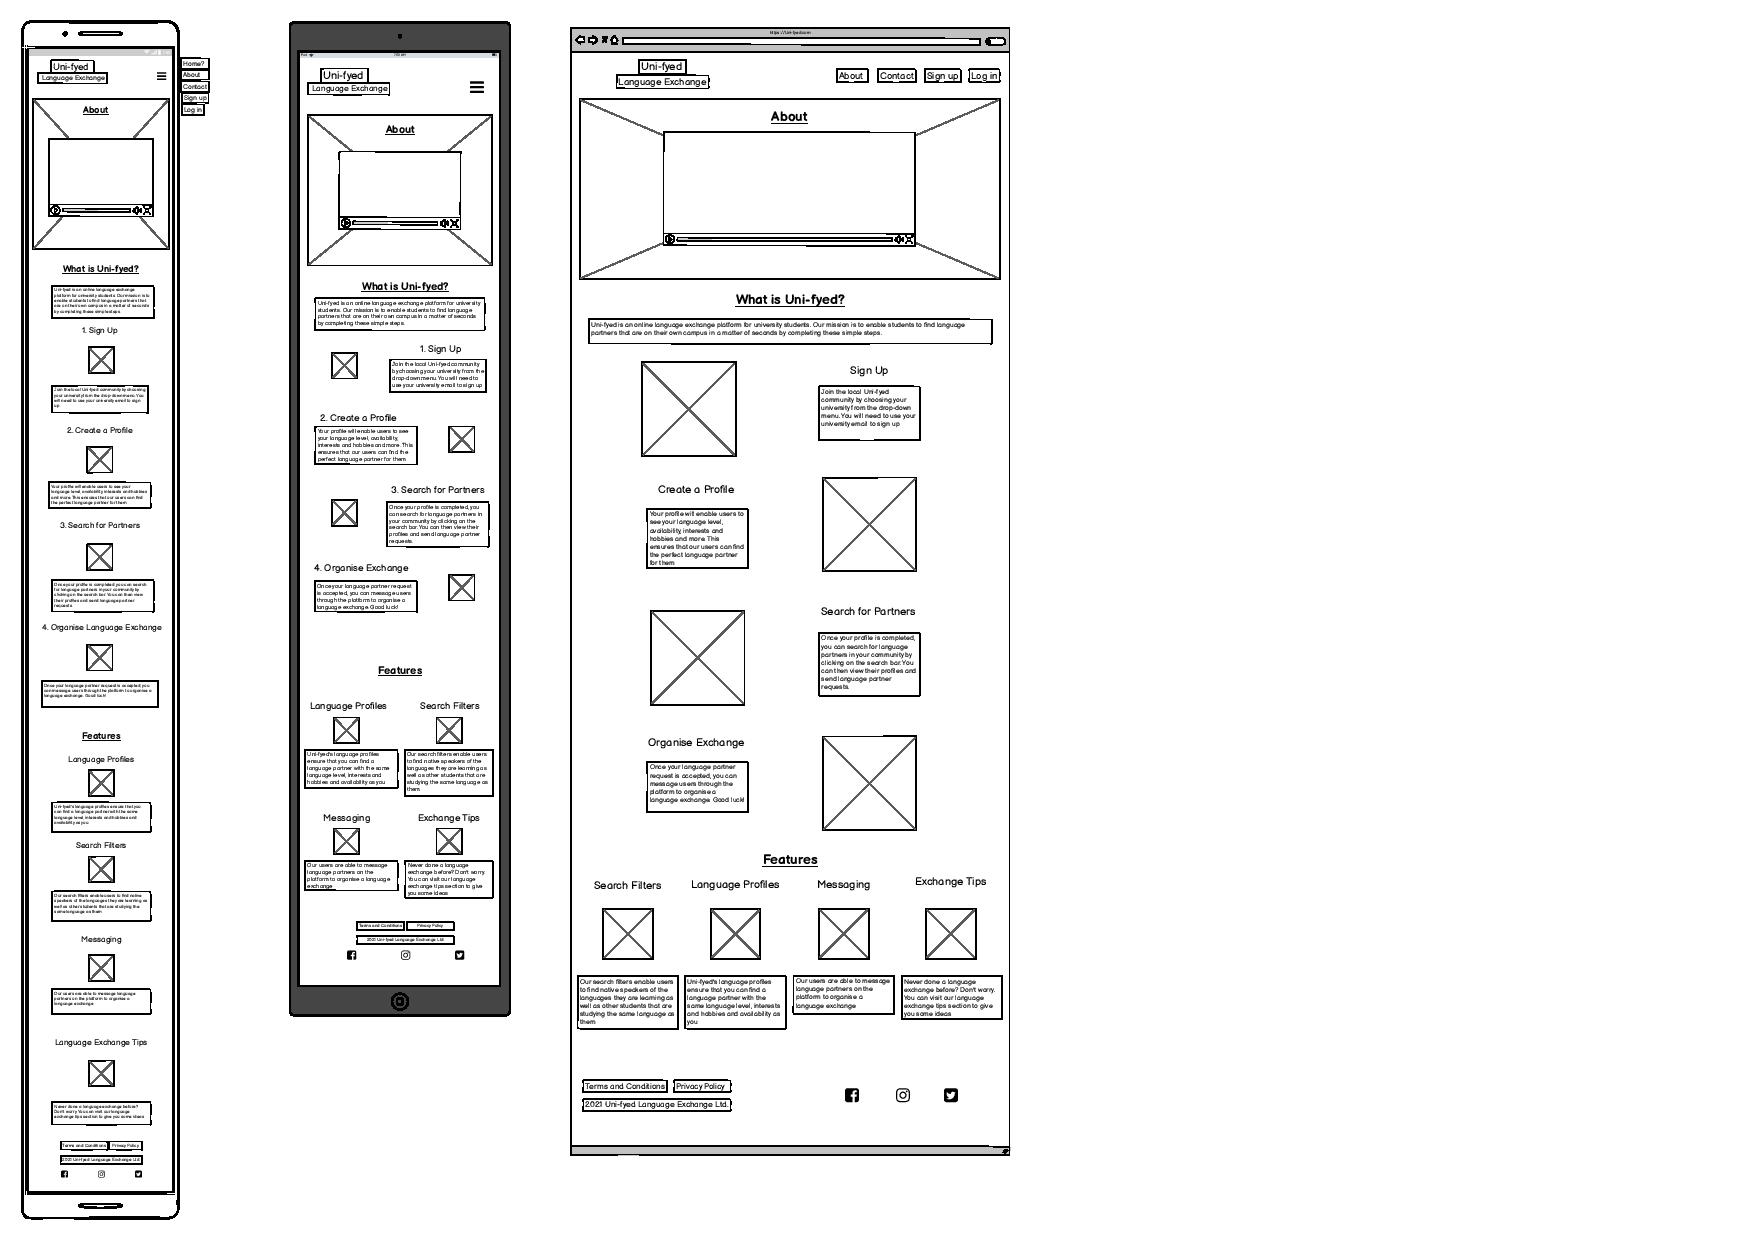 Uni-fyed
Language Exchange
Home?
About
Contact
Sign up
Log in
About
What is Uni-fyed?
Uni-fyed is an online language exchange
platform for university students. Our mission is to
enable students to find language partners that
are on their own campus in a matter of seconds
by completing these simple steps
1. Sign Up
Join the local Uni-fyed community by choosing
your university from the drop-down menu. You
will need to use your university email to sign
up
2. Create a Profile
Your profile will enable users to see your
language level, availability, interests and hobbies
and more. This ensures that our users can find
the perfect language partner for them
3. Search for Partners
Once your profile is completed, you can search
for language partners in your community by
clicking on the search bar. You can then view
their profiles and send language partner
requests.
4. Organise Language Exchange
Once your language partner request is accepted, you
can message users through the platform to organise a
language exchange. Good luck!
Features
Language Profiles
Uni-fyed's language profiles ensure that you
can find a language partner with the same
language level, interests and hobbies and
availability as you
Search Filters
Our search filters enable users to find native
speakers of the languages they are learning as
well as other students that are studying the
same language as them
Messaging
Our users are able to message language
partners on the platform to organise a
language exchange
Language Exchange Tips
Never done a language exchange before?
Don't worry. You can visit our language
exchange tips section to give you some ideas
Terms and Conditions
Privacy Policy
2021 Uni-fyed Language Exchange Ltd.
Uni-fyed
Language Exchange
About
What is Uni-fyed?
Uni-fyed is an online language exchange platform for university
students. Our mission is to enable students to find language
partners that are on their own campus in a matter of seconds
by completing these simple steps.
1. Sign Up
Join the local Uni-fyed community
by choosing your university from the
drop-down menu. You will need to
use your university email to sign up
2. Create a Profile
Your profile will enable users to see
your language level, availability,
interests and hobbies and more. This
ensures that our users can find the
perfect language partner for them
3. Search for Partners
Once your profile is completed, you
can search for language partners in
your community by clicking on the
search bar. You can then view their
profiles and send language partner
requests.
4. Organise Exchange
Once your language partner request
is accepted, you can message users
through the platform to organise a
language exchange. Good luck!
Features
Language Profiles
Search Filters
Uni-fyed's language profiles
ensure that you can find a
language partner with the same
language level, interests and
hobbies and availability as you
Our search filters enable users
to find native speakers of the
languages they are learning as
well as other students that are
studying the same language as
them
Messaging
Exchange Tips
Our users are able to message
language partners on the
platform to organise a language
exchange
Never done a language
exchange before? Don't worry.
You can visit our language
exchange tips section to give
you some ideas
Terms and Conditions
Privacy Policy
2021 Uni-fyed Language Exchange Ltd
https://uni-fyed.com
Uni-fyed
Language Exchange
About
Contact
Sign up
Log in
About
What is Uni-fyed?
Uni-fyed is an online language exchange platform for university students. Our mission is to enable students to find language
partners that are on their own campus in a matter of seconds by completing these simple steps.
Sign Up
Join the local Uni-fyed
community by choosing your
university from the drop-down
menu. You will need to use your
university email to sign up
Create a Profile
Your profile will enable users to
see your language level,
availability, interests and
hobbies and more. This
ensures that our users can find
the perfect language partner
for them
Search for Partners
Once your profile is completed,
you can search for language
partners in your community by
clicking on the search bar. You
can then view their profiles and
send language partner
requests.
Organise Exchange
Once your language partner
request is accepted, you can
message users through the
platform to organise a
language exchange. Good luck!
Features
Search Filters
Language Profiles
Messaging
Exchange Tips
Our search filters enable users
to find native speakers of the
languages they are learning as
well as other students that are
studying the same language as
them
Uni-fyed's language profiles
ensure that you can find a
language partner with the
same language level, interests
and hobbies and availability as
you
Our users are able to message
language partners on the
platform to organise a
language exchange
Never done a language
exchange before? Don't worry.
You can visit our language
exchange tips section to give
you some ideas
Terms and Conditions
Privacy Policy
2021 Uni-fyed Language Exchange Ltd.